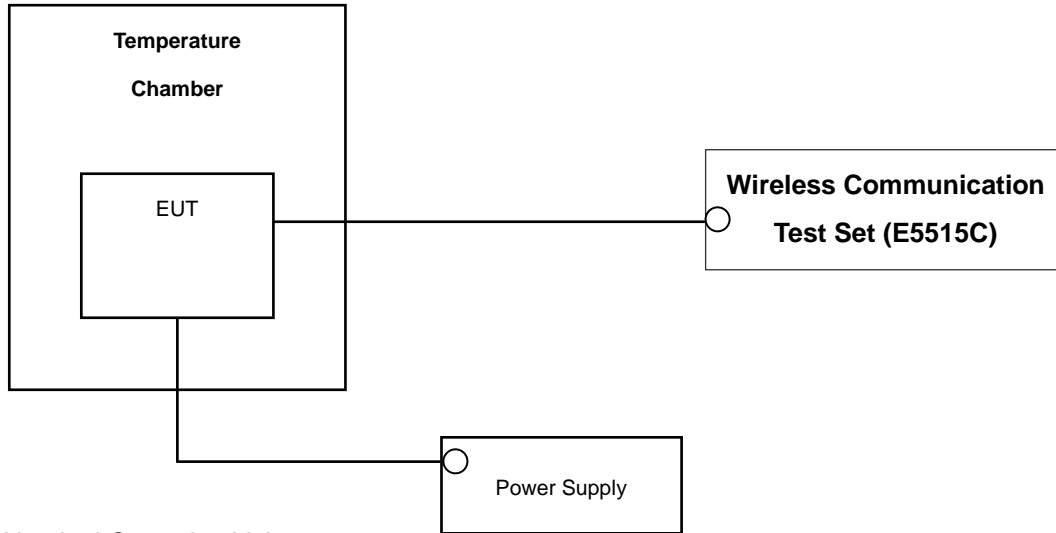 Temperature
Chamber
EUT
Wireless Communication
Test Set (E5515C)
Power Supply